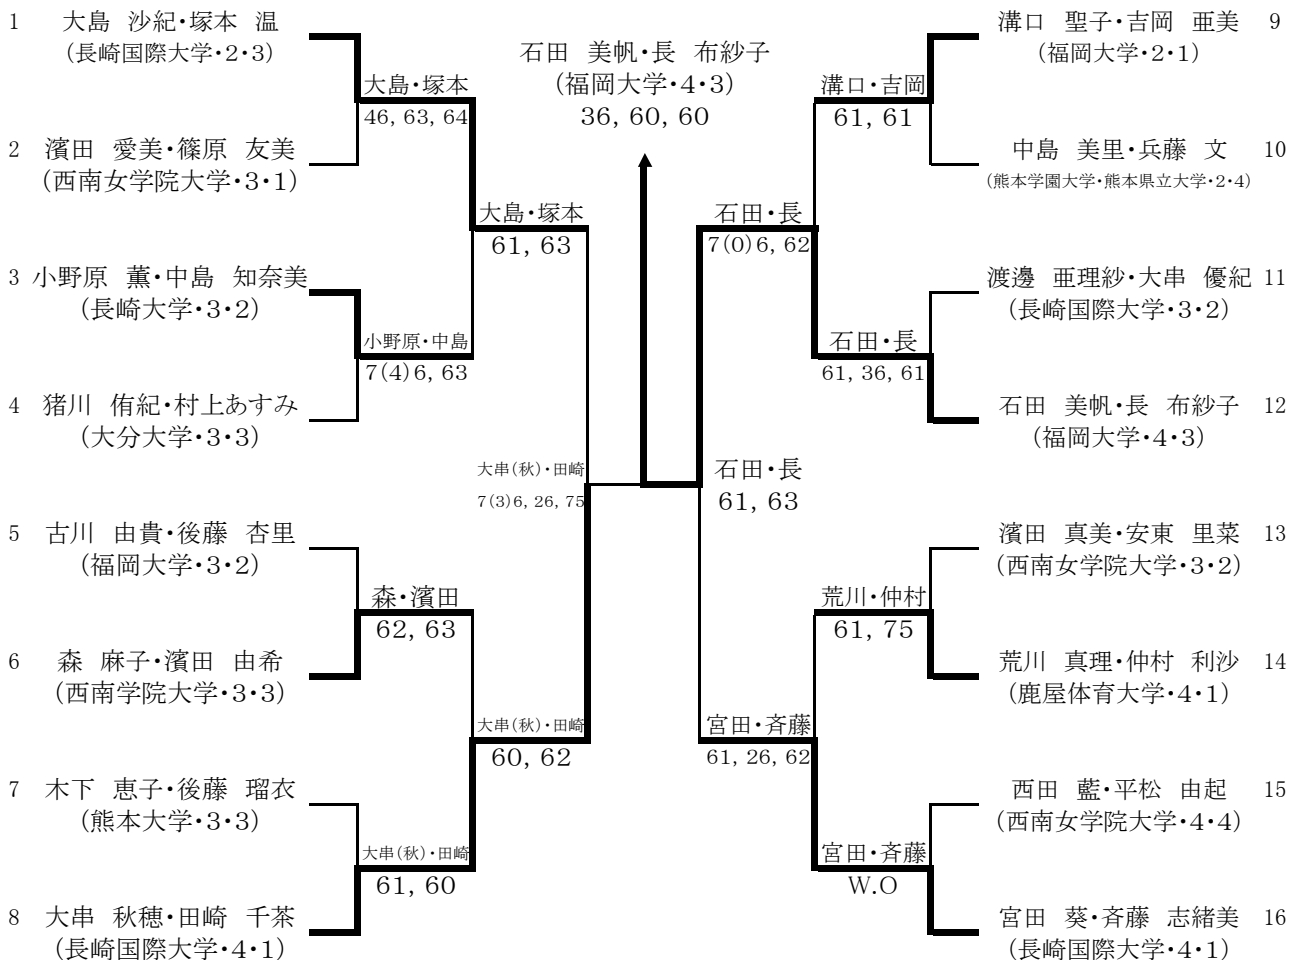 1 大島 沙紀・塚本 温
(長崎国際大学・2・3)
2 濱田 愛美・篠原 友美
(西南女学院大学・3・1)
3 小野原 薫・中島 知奈美
(長崎大学・3・2)
4 猪川 侑紀・村上あすみ
(大分大学・3・3)
5 古川 由貴・後藤 杏里
(福岡大学・3・2)
6 森 麻子・濱田 由希
(西南学院大学・3・3)
7 木下 恵子・後藤 瑠衣
(熊本大学・3・3)
8 大串 秋穂・田崎 千茶
(長崎国際大学・4・1)
大島・塚本
46, 63, 64
小野原・中島
7(4)6, 63
森・濱田
62, 63
大串(秋)・田崎
61, 60
大島・塚本
61, 63
大串(秋)・田崎
60, 62
大串(秋)・田崎
7(3)6, 26, 75
石田 美帆・長 布紗子
(福岡大学・4・3)
36, 60, 60
石田・長
61, 63
石田・長
7(0)6, 62
宮田・斉藤
61, 26, 62
溝口・吉岡
61, 61
石田・長
61, 36, 61
荒川・仲村
61, 75
宮田・斉藤
W.O
溝口 聖子・吉岡 亜美 9
(福岡大学・2・1)
中島 美里・兵藤 文 10
(熊本学園大学・熊本県立大学・2・4)
渡邊 亜理紗・大串 優紀 11
(長崎国際大学・3・2)
石田 美帆・長 布紗子 12
(福岡大学・4・3)
濱田 真美・安東 里菜 13
(西南女学院大学・3・2)
荒川 真理・仲村 利沙 14
(鹿屋体育大学・4・1)
西田 藍・平松 由起 15
(西南女学院大学・4・4)
宮田 葵・斉藤 志緒美 16
(長崎国際大学・4・1)